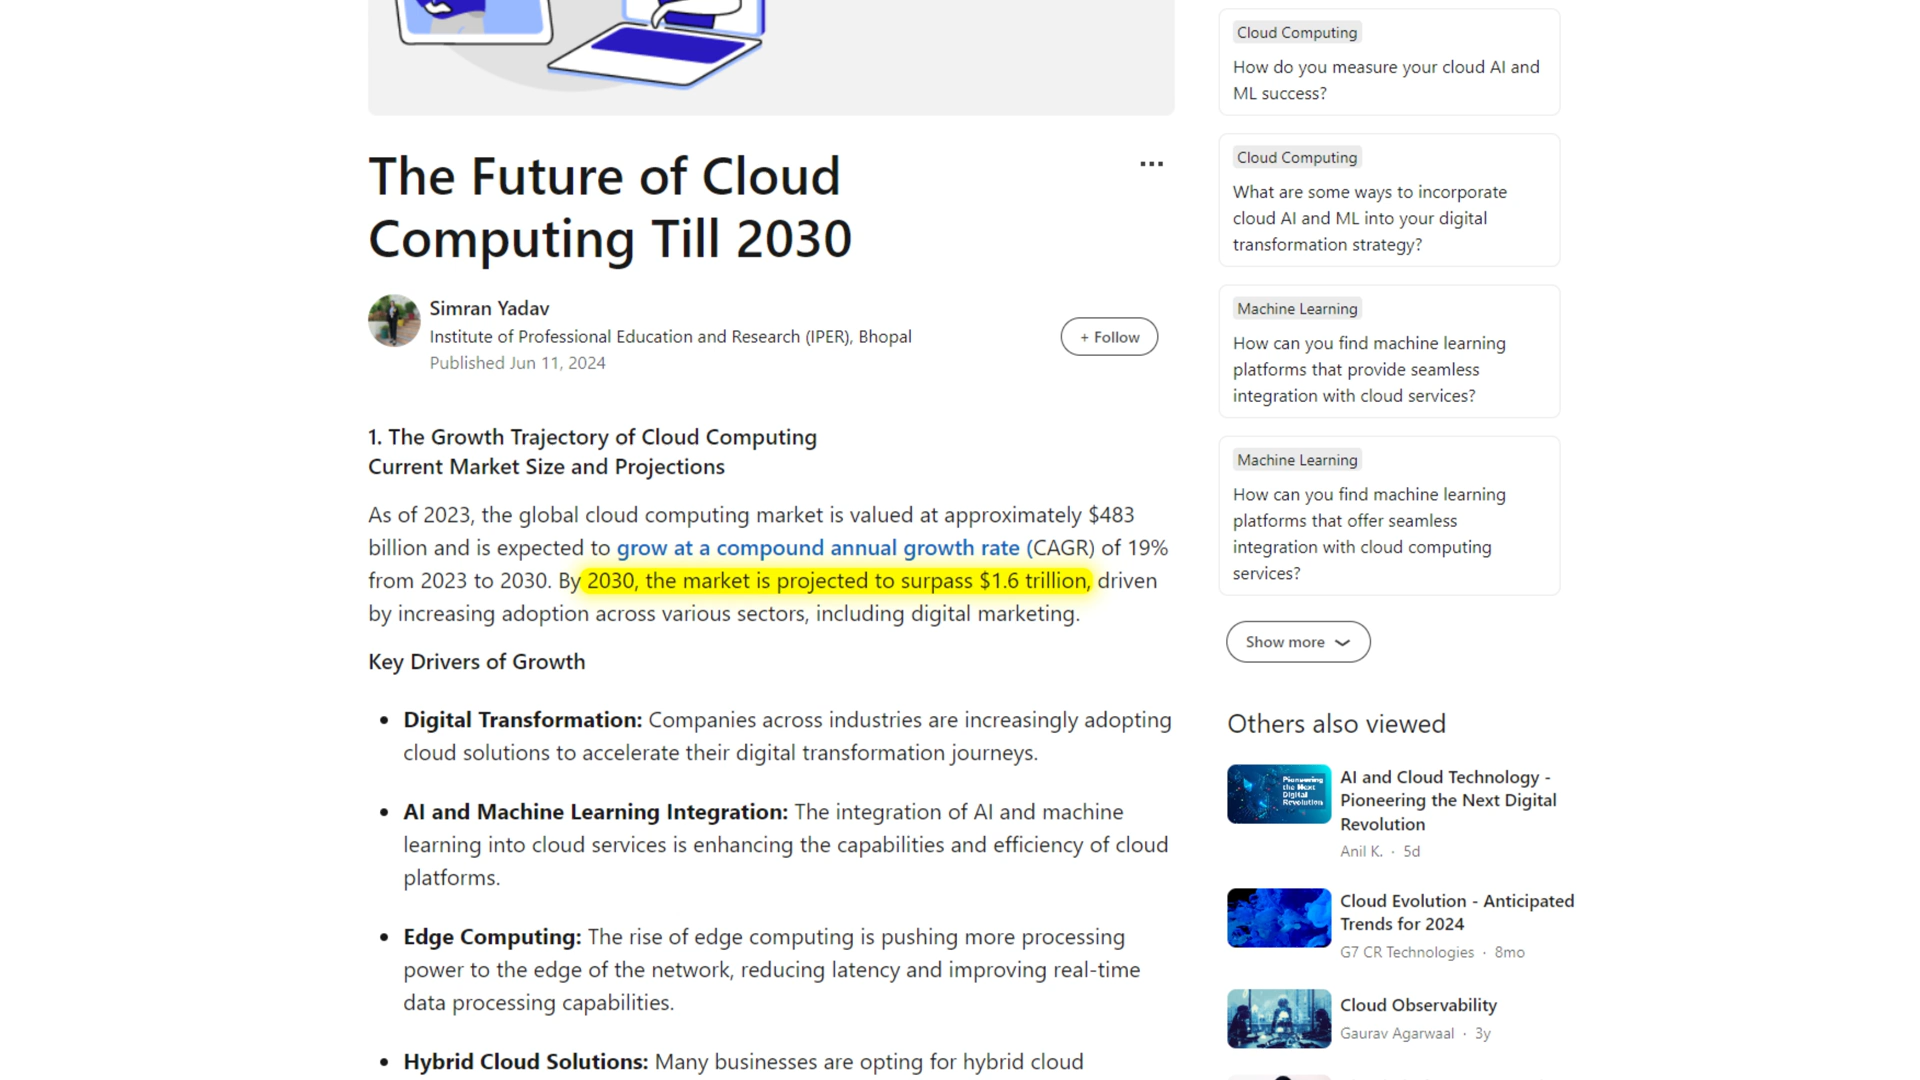 The Future of Cloud
Computing Till 2030
Simran Yadav
Institute of Professional Education and Research (IPER), Bhopal
Published Jun 11, 2024
+ Follow
1. The Growth Trajectory of Cloud Computing
Current Market Size and Projections
As of 2023, the global cloud computing market is valued at approximately $483
billion and is expected to grow at a compound annual growth rate (CAGR) of 19%
from 2023 to 2030. By 2030, the market is projected to surpass $1.6 trillion, driven
by increasing adoption across various sectors, including digital marketing.
Key Drivers of Growth
• Digital Transformation: Companies across industries are increasingly adopting
cloud solutions to accelerate their digital transformation journeys.
• AI and Machine Learning Integration: The integration of AI and machine
learning into cloud services is enhancing the capabilities and efficiency of cloud
platforms.
• Edge Computing: The rise of edge computing is pushing more processing
power to the edge of the network, reducing latency and improving real-time
data processing capabilities.
• Hybrid Cloud Solutions: Many businesses are opting for hybrid cloud
Cloud Computing
How do you measure your cloud AI and
ML success?
Cloud Computing
What are some ways to incorporate
cloud AI and ML into your digital
transformation strategy?
Machine Learning
How can you find machine learning
platforms that provide seamless
integration with cloud services?
Machine Learning
How can you find machine learning
platforms that offer seamless
integration with cloud computing
services?
Show more
Others also viewed
Pioneering
the Next
Digital
Revolution
AI and Cloud Technology -
Pioneering the Next Digital
Revolution
Anil K. · 5d
Cloud Evolution - Anticipated
Trends for 2024
G7 CR Technologies · 8mo
Cloud Observability
Gaurav Agarwaal · 3y